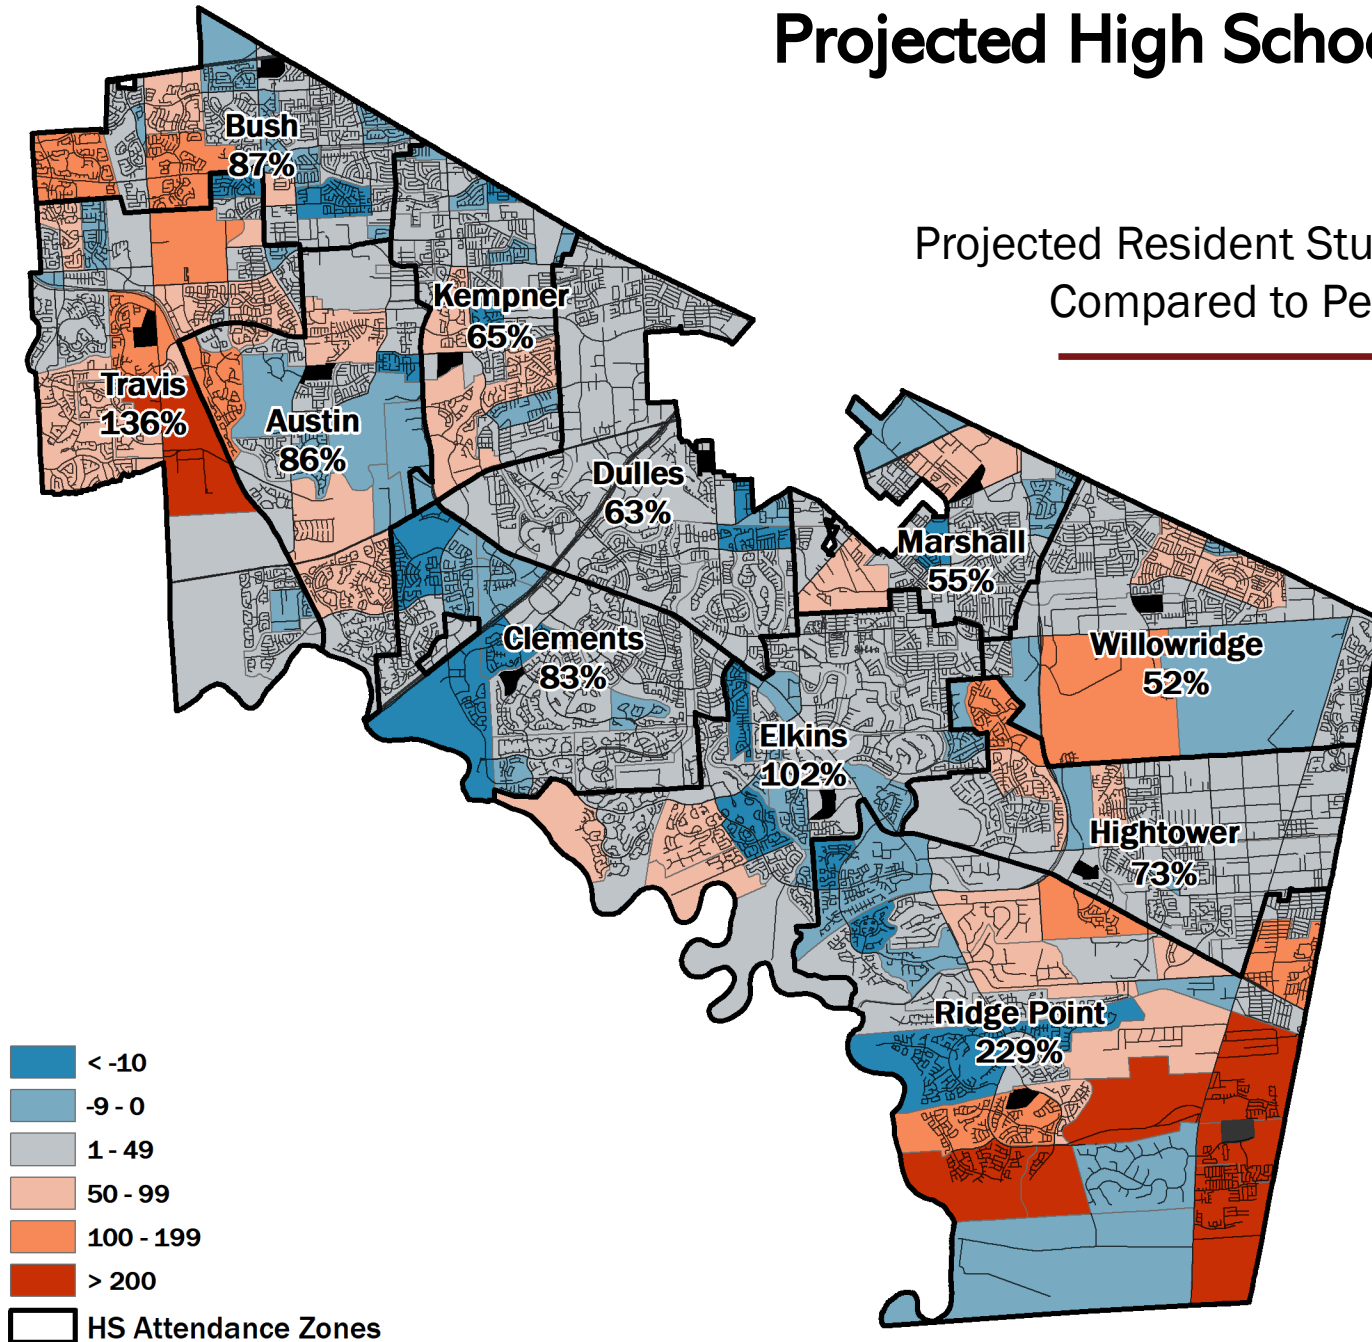 Projected High Schoo
Projected Resident Stu
Compared to Pe
Bush
87%
Kempner
65%
Travis
136%
Austin
86%
Dulles
63%
Marshall
55%
Clements
83%
Willowridge
52%
Elkins
102%
Hightower
73%
Ridge Point
229%
< -10
-9 - 0
1 - 49
50 - 99
100 - 199
> 200
HS Attendance Zones